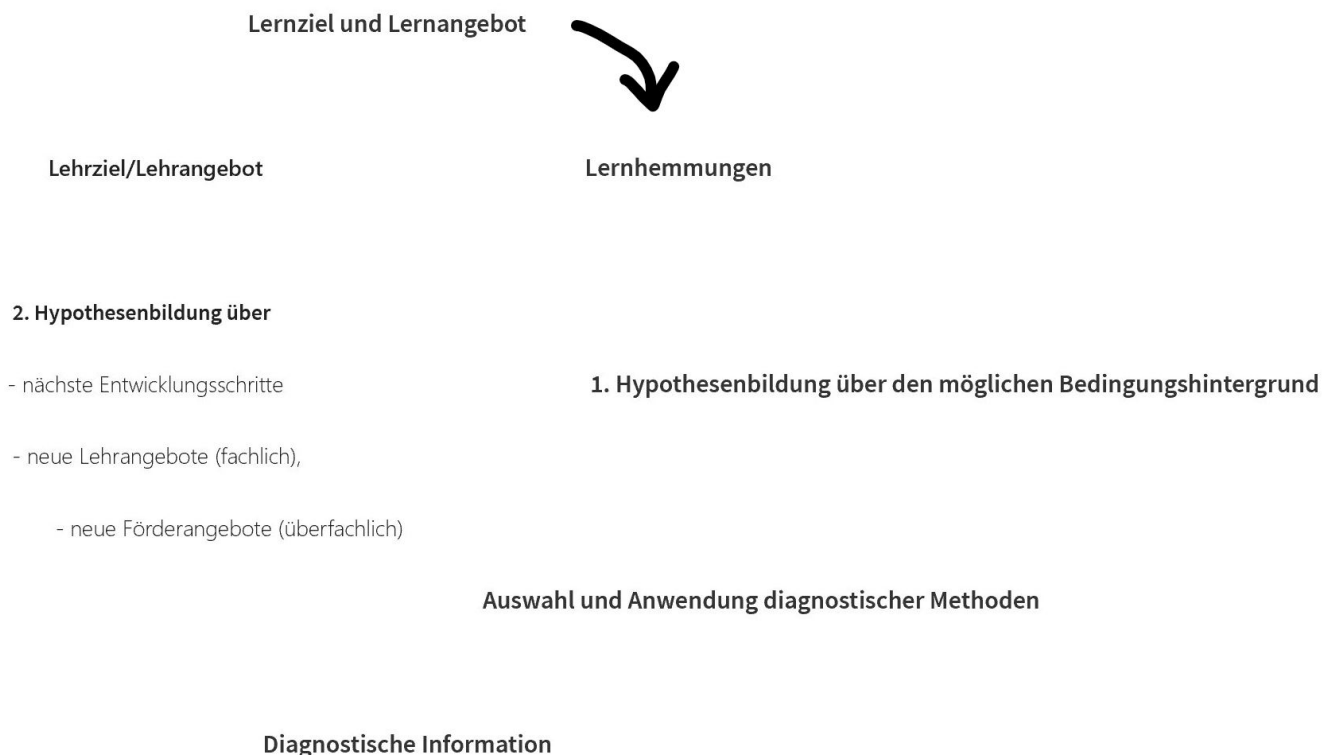 Lernziel und Lernangebot
Lehrziel/Lehrangebot
Lernhemmungen
2. Hypothesenbildung über
- nächste Entwicklungsschritte
1. Hypothesenbildung über den möglichen Bedingungshintergrund
- neue Lehrangebote (fachlich),
- neue Förderangebote (überfachlich)
Auswahl und Anwendung diagnostischer Methoden
Diagnostische Information